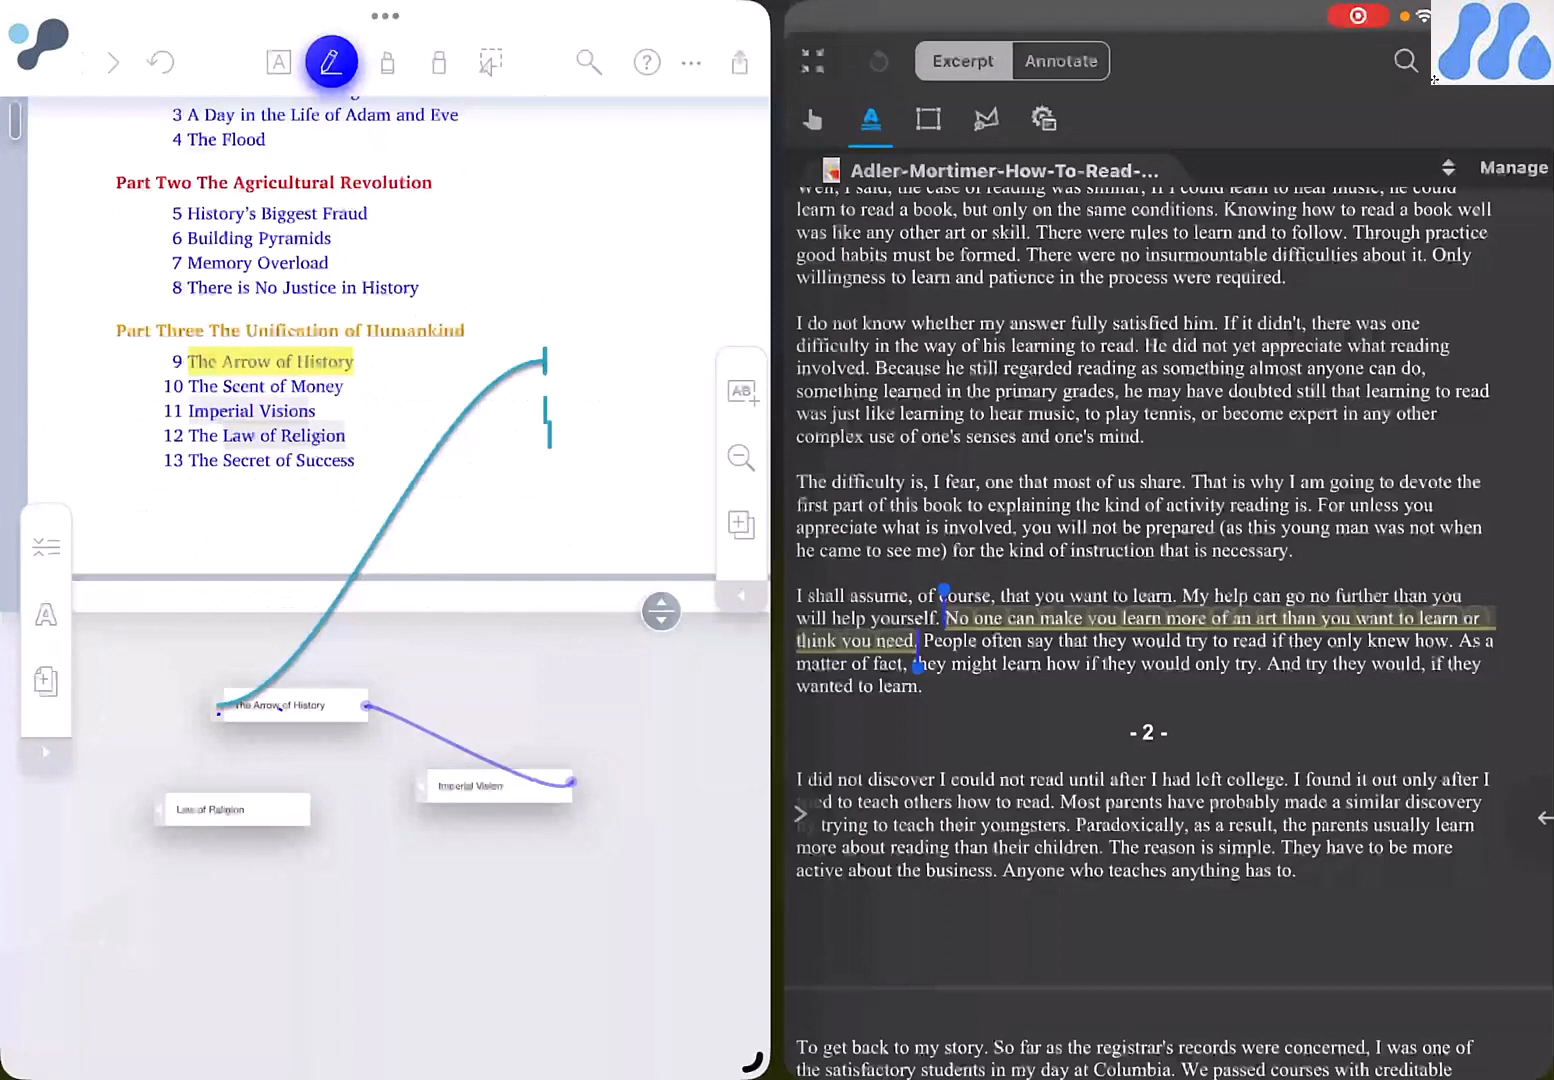 3 A Day in the Life of Adam and Eve
4 The Flood
Part Two The Agricultural Revolution
5 History's Biggest Fraud
6 Building Pyramids
7 Memory Overload
8 There is No Justice in History
Part Three The Unification of Humankind
9 The Arrow of History
10 The Scent of Money
11 Imperial Visions
12 The Law of Religion
13 The Secret of Success
The Arrow of History
Imperial Vision
Law of Religion
A
AB
A
Excerpt
Annotate
Adler-Mortimer-How-To-Read-...
Manage
Well, I said, the case of reading was similar, If I could learn to hear music, he could
learn to read a book, but only on the same conditions. Knowing how to read a book well
was like any other art or skill. There were rules to learn and to follow. Through practice
good habits must be formed. There were no insurmountable difficulties about it. Only
willingness to learn and patience in the process were required.
I do not know whether my answer fully satisfied him. If it didn't, there was one
difficulty in the way of his learning to read. He did not yet appreciate what reading
involved. Because he still regarded reading as something almost anyone can do,
something learned in the primary grades, he may have doubted still that learning to read
was just like learning to hear music, to play tennis, or become expert in any other
complex use of one's senses and one's mind.
The difficulty is, I fear, one that most of us share. That is why I am going to devote the
first part of this book to explaining the kind of activity reading is. For unless you
appreciate what is involved, you will not be prepared (as this young man was not when
he came to see me) for the kind of instruction that is necessary.
I shall assume, of course, that you want to learn. My help can go no further than you
will help yourself. No one can make you learn more of an art than you want to learn or
think you need. People often say that they would try to read if they only knew how. As a
matter of fact, they might learn how if they would only try. And try they would, if they
wanted to learn.
- 2 -
I did not discover I could not read until after I had left college. I found it out only after I
to teach others how to read. Most parents have probably made a similar discovery
trying to teach their youngsters. Paradoxically, as a result, the parents usually learn
more about reading than their children. The reason is simple. They have to be more
active about the business. Anyone who teaches anything has to.
To get back to my story. So far as the registrar's records were concerned, I was one of
the satisfactory students in my day at Columbia. We passed courses with creditable